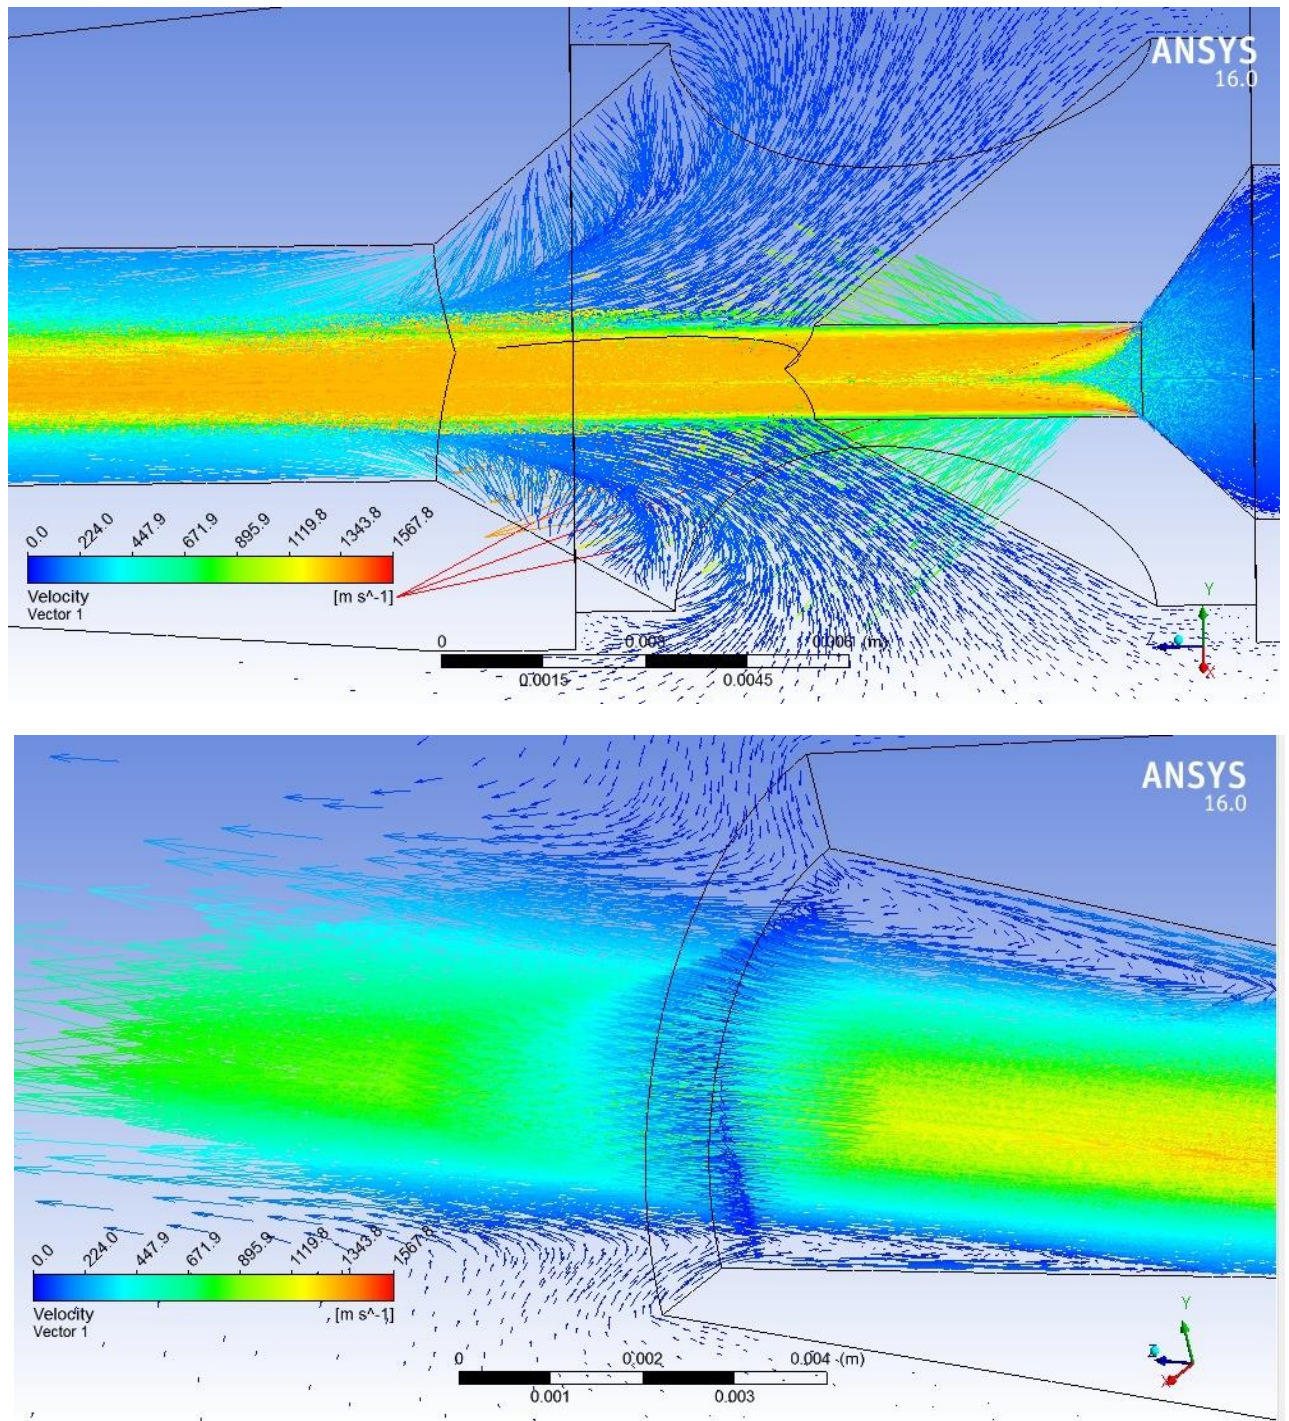 ANSYS
16.0
0.0
224.0
447.9
671.9
895.9
1119.8
1343.8
1567.8
Velocity
[m s^-1]
Vector 1
0
0.003
0.006 (m)
0.0015
0.0045
Y
Z
X
ANSYS
16.0
0.0
224.0
447.9
671.9
895.9
1119.8
1343.8
1567.8
Velocity
[m s^-1]
Vector 1
0
0.002
0.004 (m)
0.001
0.003
Y
Z
X